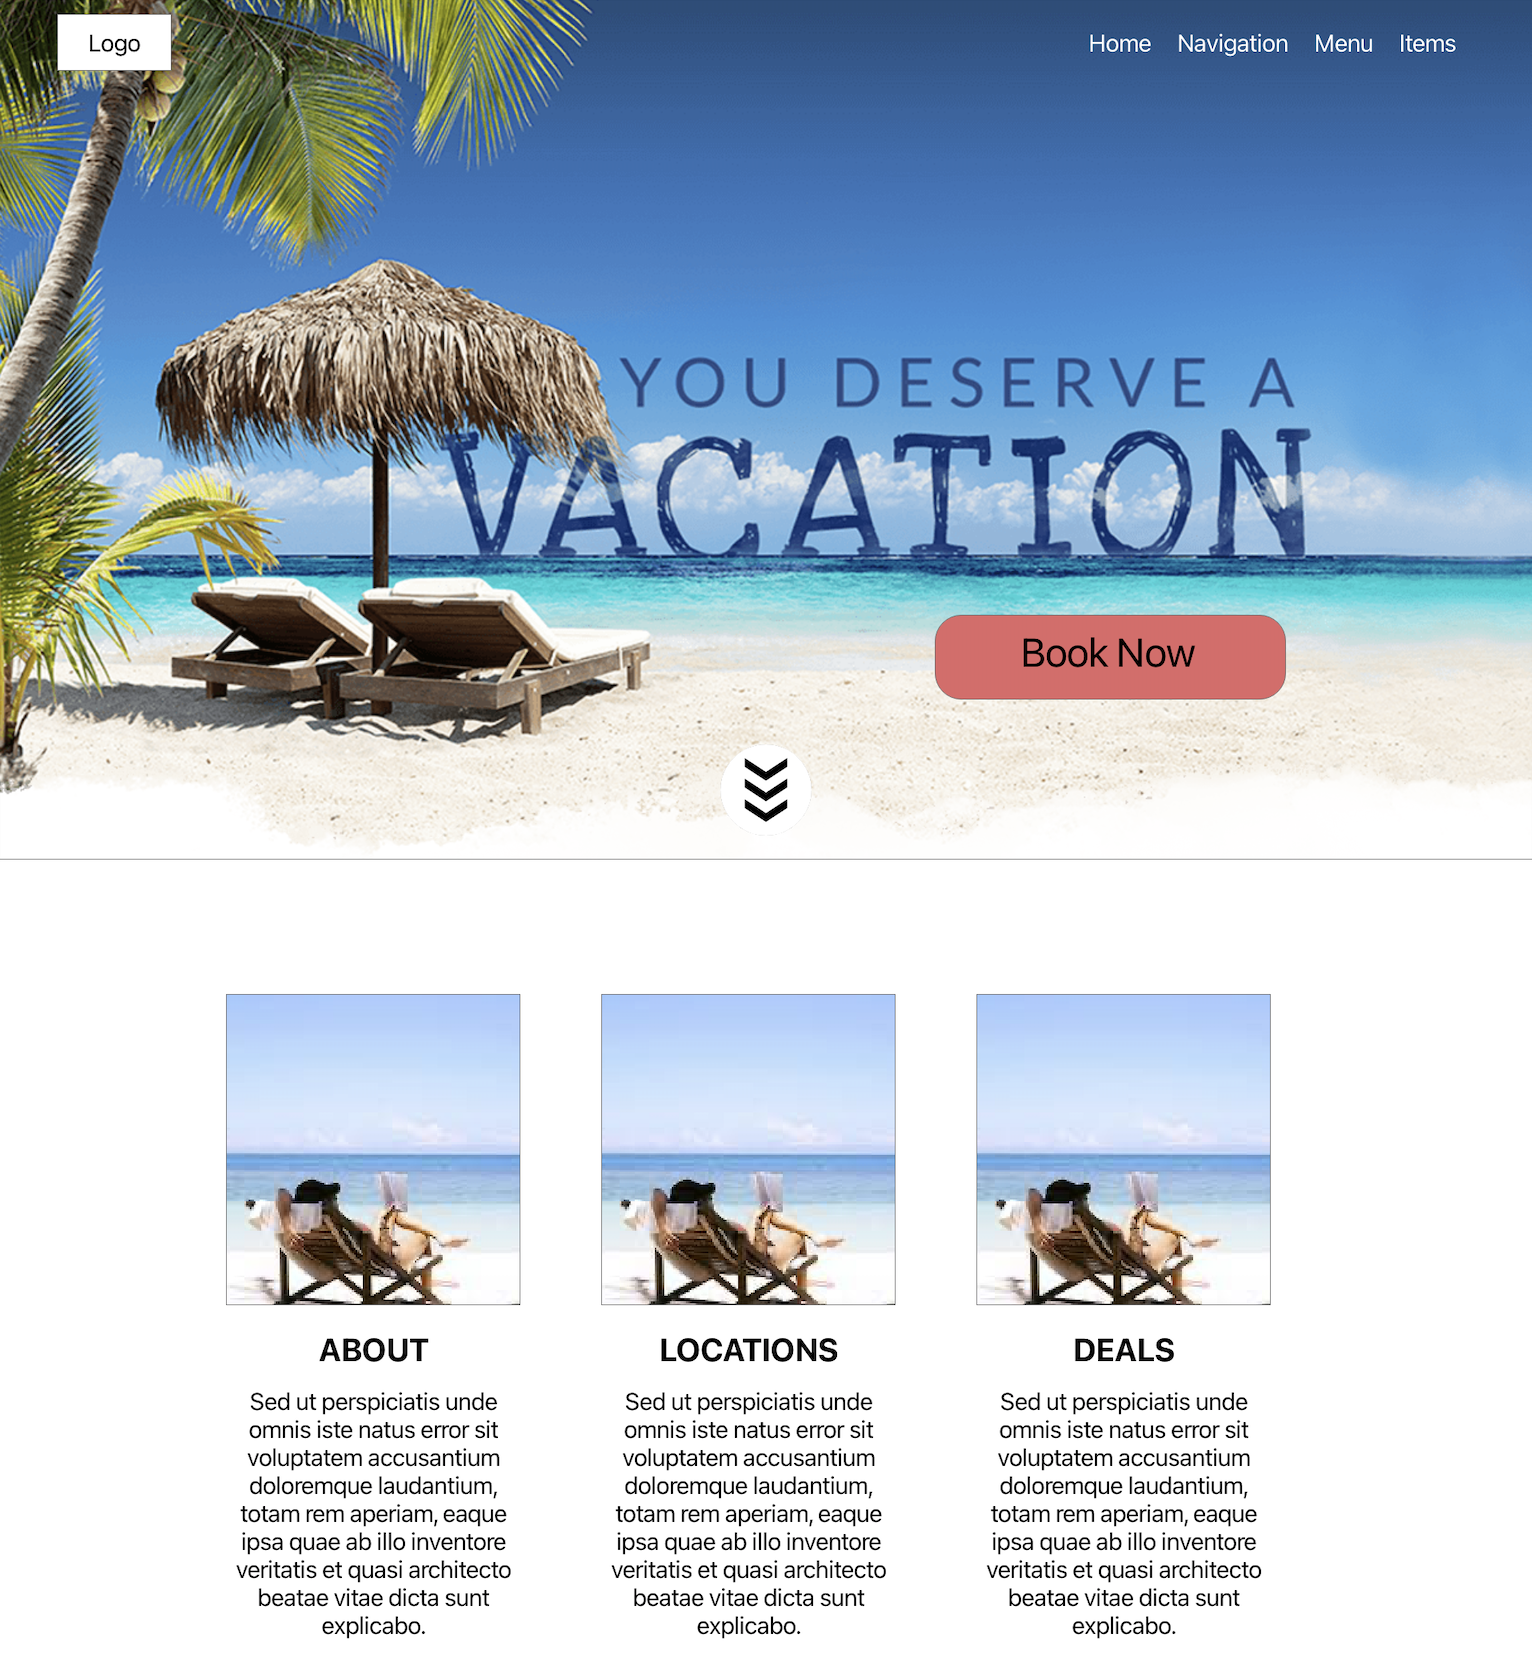 Logo
Home Navigation Menu Items
YOU DESERVE A
VACATION
Book Now
ABOUT
Sed ut perspiciatis unde
omnis iste natus error sit
voluptatem accusantium
doloremque laudantium,
totam rem aperiam, eaque
ipsa quae ab illo inventore
veritatis et quasi architecto
beatae vitae dicta sunt
explicabo.
LOCATIONS
Sed ut perspiciatis unde
omnis iste natus error sit
voluptatem accusantium
doloremque laudantium,
totam rem aperiam, eaque
ipsa quae ab illo inventore
veritatis et quasi architecto
beatae vitae dicta sunt
explicabo.
DEALS
Sed ut perspiciatis unde
omnis iste natus error sit
voluptatem accusantium
doloremque laudantium,
totam rem aperiam, eaque
ipsa quae ab illo inventore
veritatis et quasi architecto
beatae vitae dicta sunt
explicabo.